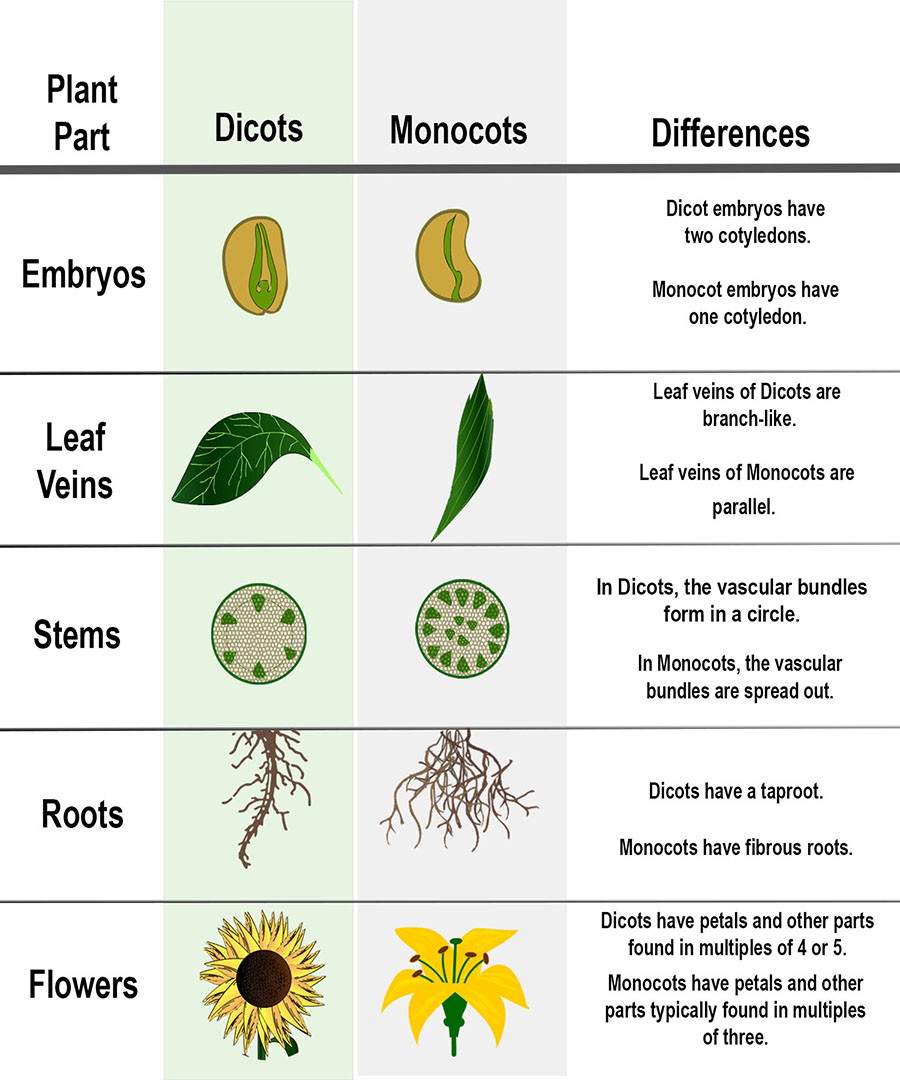 Plant
Part
Dicots
Monocots
Differences
Embryos
Dicot embryos have
two cotyledons.
Monocot embryos have
one cotyledon.
Leaf
Veins
Leaf veins of Dicots are
branch-like.
Leaf veins of Monocots are
parallel.
Stems
In Dicots, the vascular bundles
form in a circle.
In Monocots, the vascular
bundles are spread out.
Roots
Dicots have a taproot.
Monocots have fibrous roots.
Flowers
Dicots have petals and other parts
found in multiples of 4 or 5.
Monocots have petals and other
parts typically found in multiples
of three.